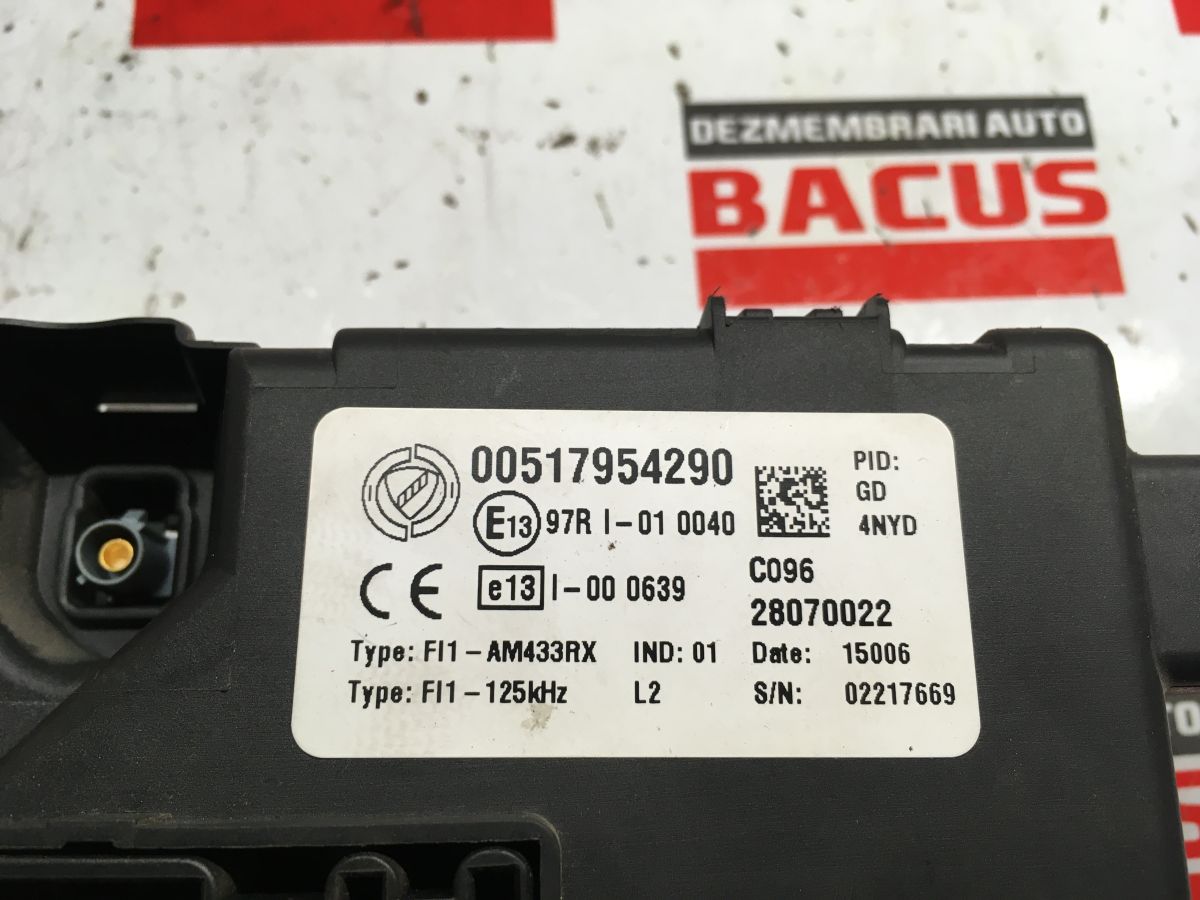 DEZMEMBRARI AUTO
BACUS
00517954290
E13 97R I-01 0040
CE e13 I-00 0639
Type: FI1-AM433RX IND: 01
Type: FI1-125kHz L2
PID:
GD
4NYD
C096
28070022
Date: 15006
S/N: 02217669